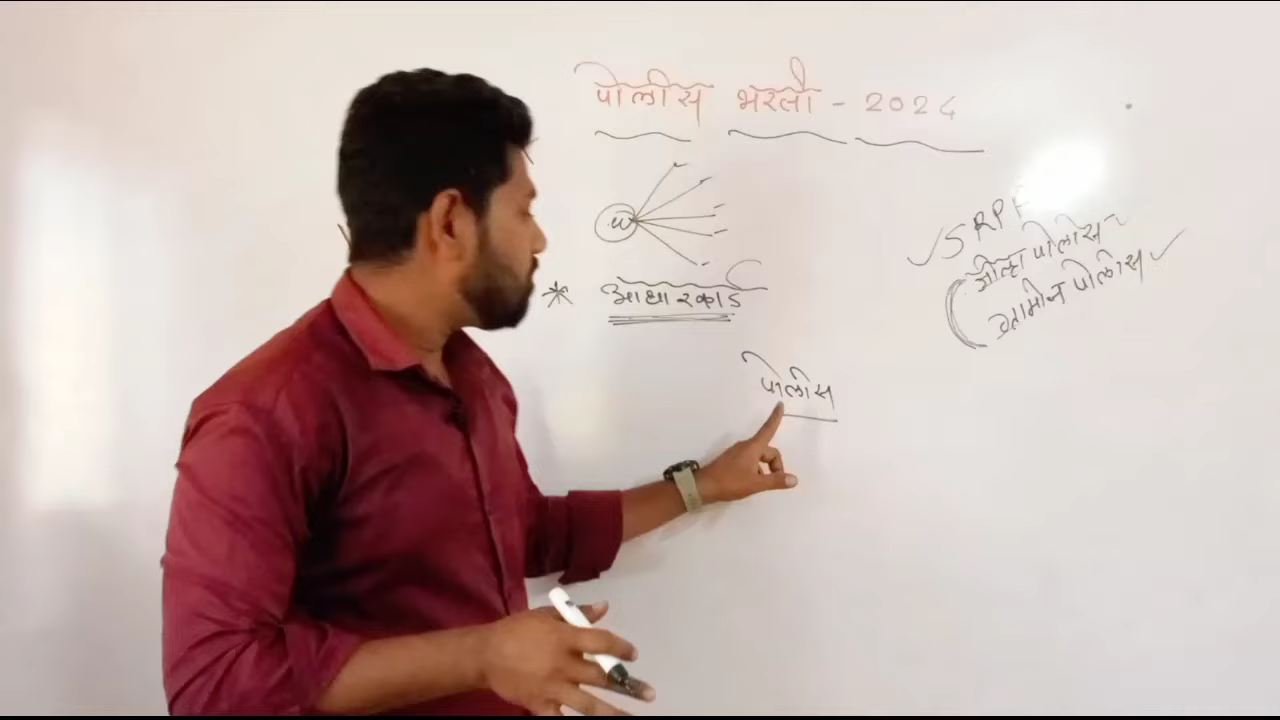 पोलीस भरती - 2024
आधारकार्ड
पोलीस
SRPF
जील्हा पोलीस
पोलीस